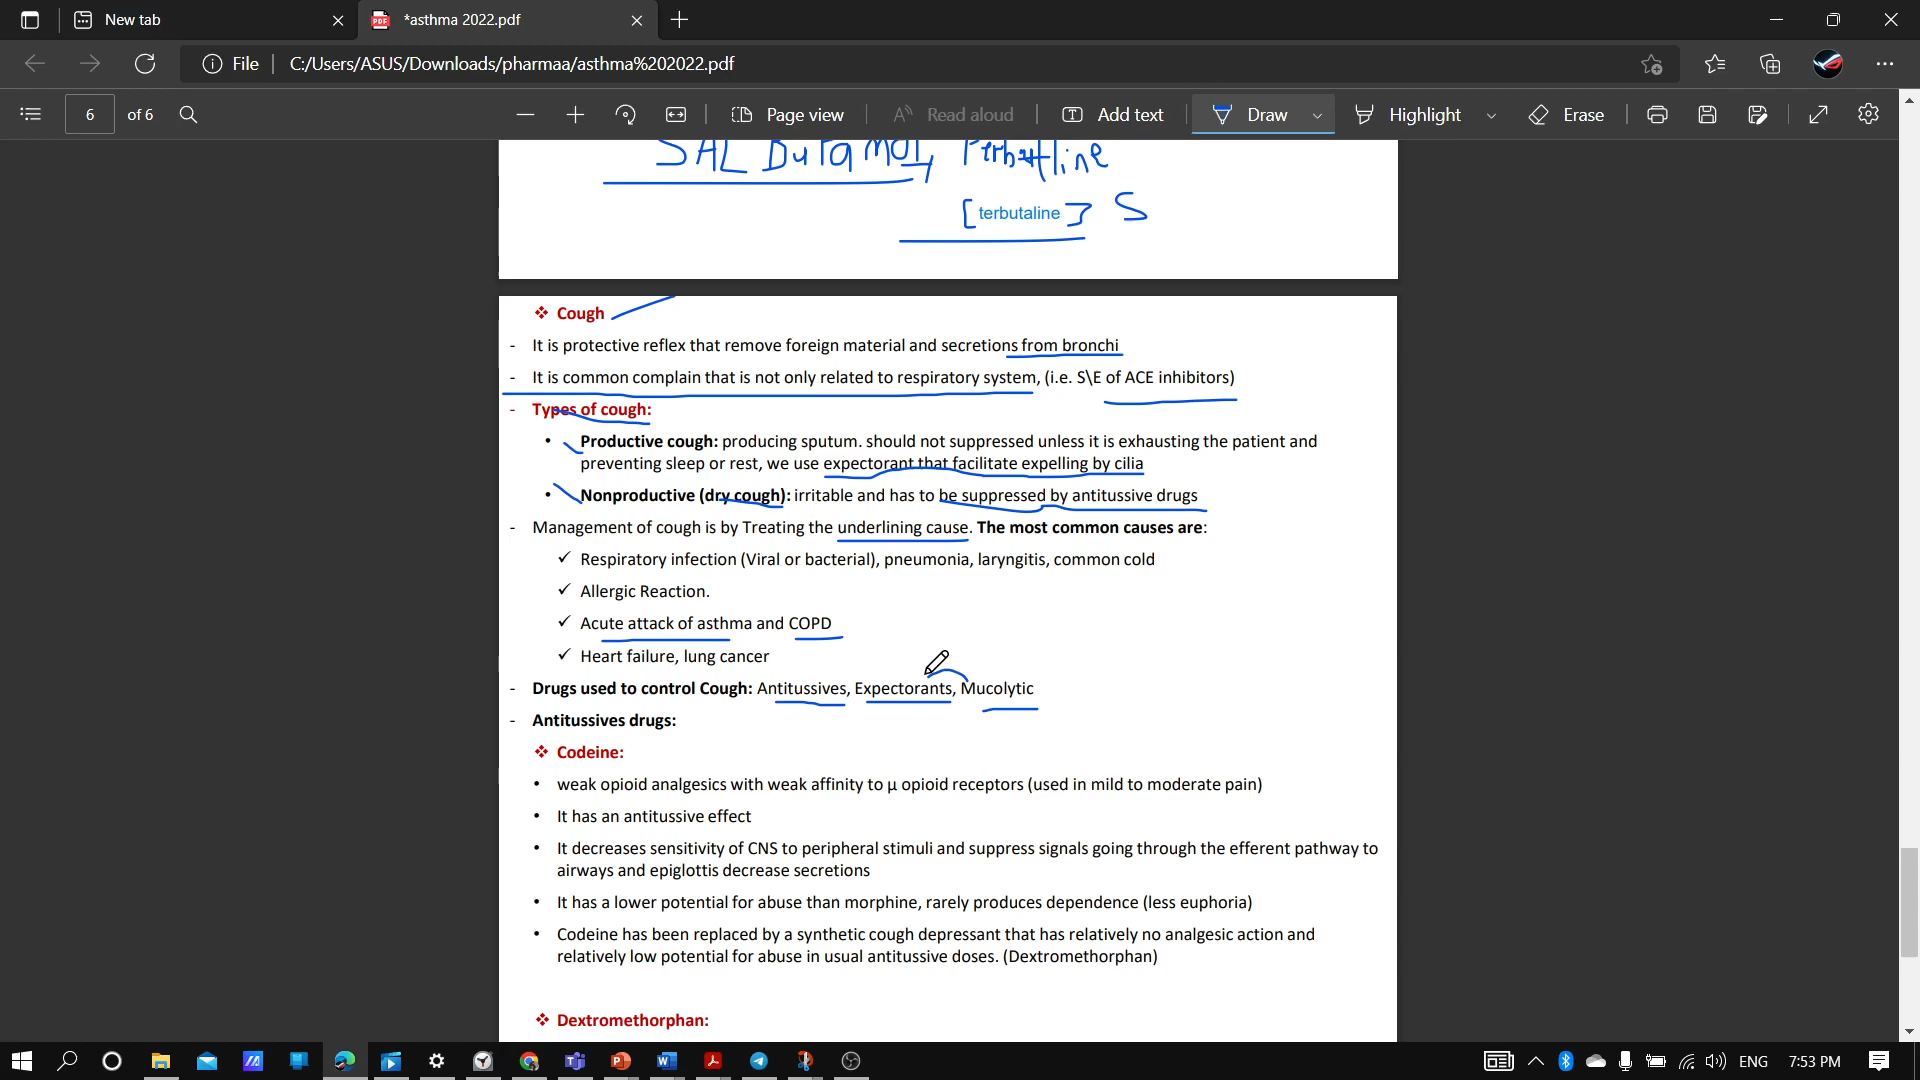 New tab
*asthma 2022.pdf
File
C:/Users/ASUS/Downloads/pharmaa/asthma%202022.pdf
6 of 6
Page view
Read aloud
Add text
Draw
Highlight
Erase
SAL Butamol,
[terbutaline] S
❖ Cough
- It is protective reflex that remove foreign material and secretions from bronchi
- It is common complain that is not only related to respiratory system, (i.e. S\E of ACE inhibitors)
- Types of cough:
• Productive cough: producing sputum. should not suppressed unless it is exhausting the patient and
preventing sleep or rest, we use expectorant that facilitate expelling by cilia
• Nonproductive (dry cough): irritable and has to be suppressed by antitussive drugs
- Management of cough is by Treating the underlining cause. The most common causes are:
✓ Respiratory infection (Viral or bacterial), pneumonia, laryngitis, common cold
✓ Allergic Reaction.
✓ Acute attack of asthma and COPD
✓ Heart failure, lung cancer
- Drugs used to control Cough: Antitussives, Expectorants, Mucolytic
- Antitussives drugs:
❖ Codeine:
• weak opioid analgesics with weak affinity to µ opioid receptors (used in mild to moderate pain)
• It has an antitussive effect
• It decreases sensitivity of CNS to peripheral stimuli and suppress signals going through the efferent pathway to
airways and epiglottis decrease secretions
• It has a lower potential for abuse than morphine, rarely produces dependence (less euphoria)
• Codeine has been replaced by a synthetic cough depressant that has relatively no analgesic action and
relatively low potential for abuse in usual antitussive doses. (Dextromethorphan)
❖ Dextromethorphan:
ENG
7:53 PM